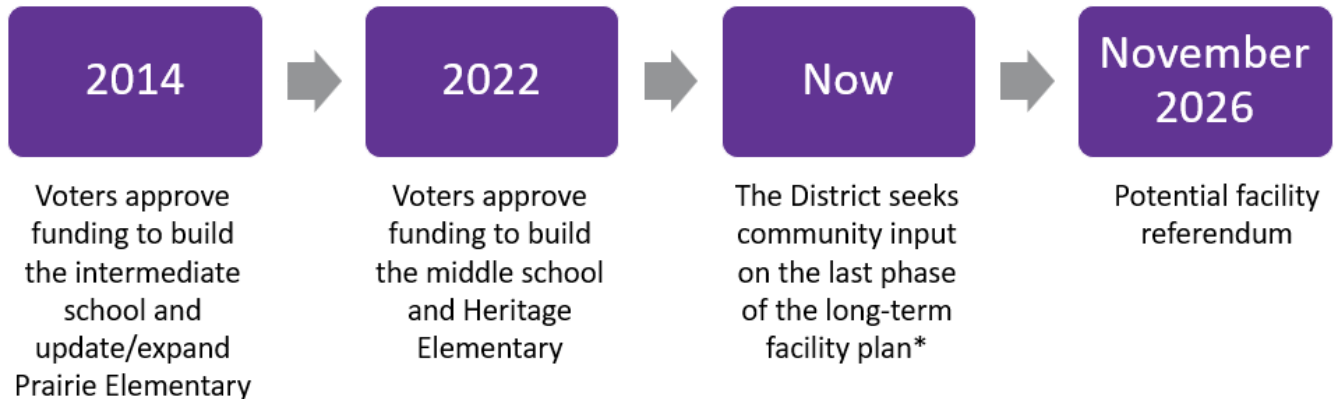 2014
Voters approve
funding to build
the intermediate
school and
update/expand
Prairie Elementary
2022
Voters approve
funding to build
the middle school
and Heritage
Elementary
Now
The District seeks
community input
on the last phase
of the long-term
facility plan*
November
2026
Potential facility
referendum